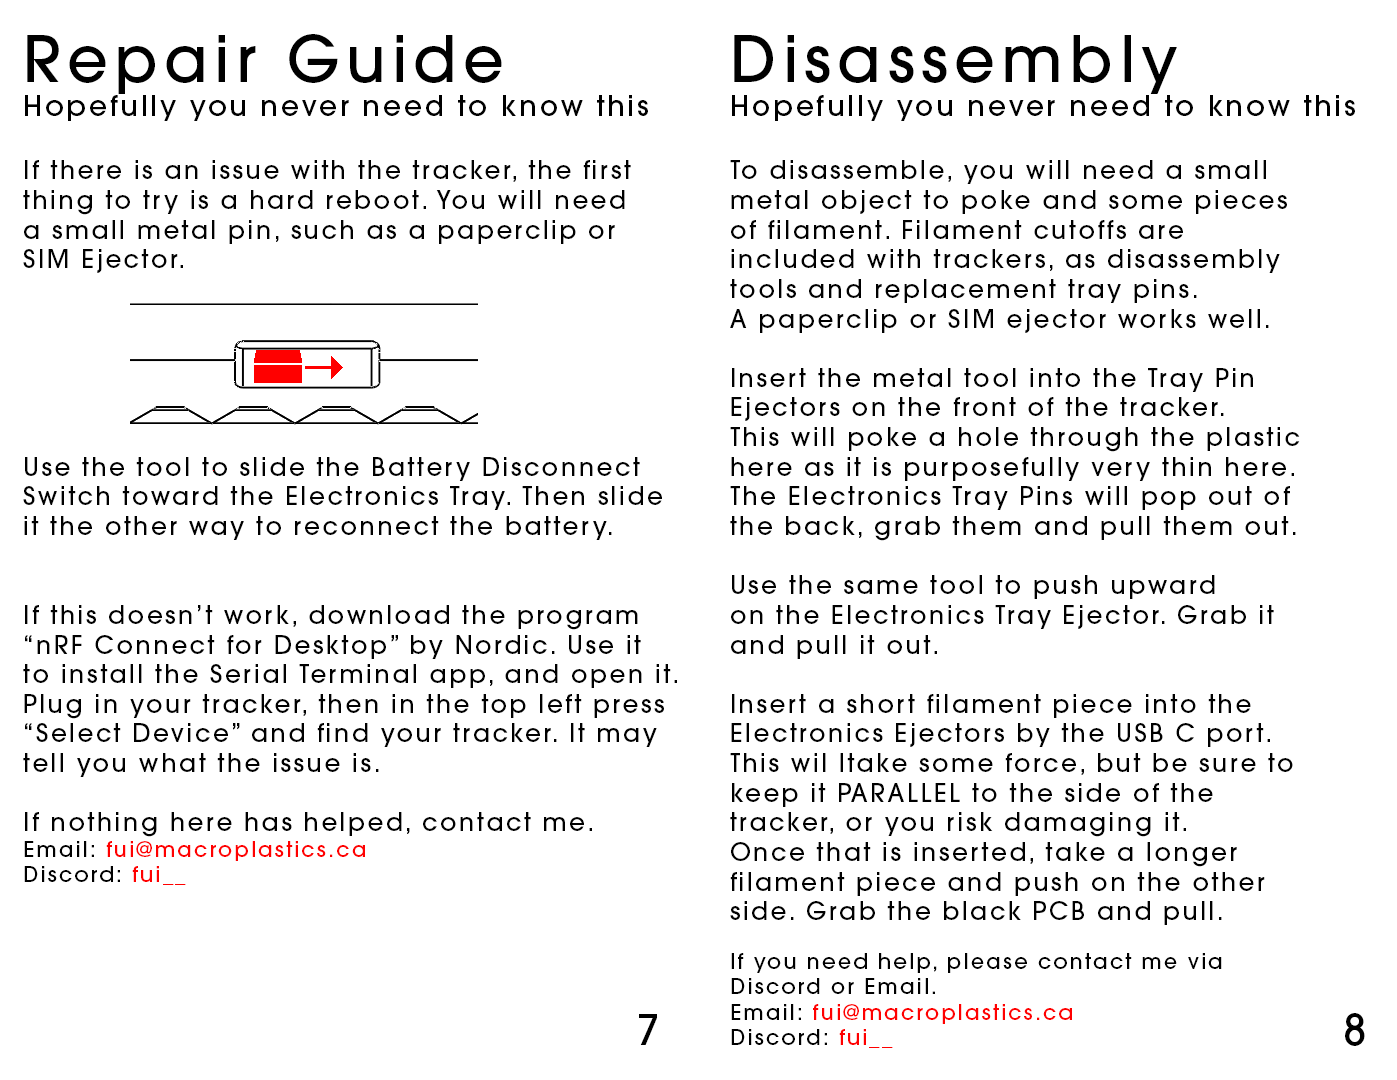 Repair Guide
Hopefully you never need to know this
If there is an issue with the tracker, the first
thing to try is a hard reboot. You will need
a small metal pin, such as a paperclip or
SIM Ejector.
Use the tool to slide the Battery Disconnect
Switch toward the Electronics Tray. Then slide
it the other way to reconnect the battery.
If this doesn’t work, download the program
“nRF Connect for Desktop” by Nordic. Use it
to install the Serial Terminal app, and open it.
Plug in your tracker, then in the top left press
“Select Device” and find your tracker. It may
tell you what the issue is.
If nothing here has helped, contact me.
Email: fui@macroplastics.ca
Discord: fui__
7
Disassembly
Hopefully you never need to know this
To disassemble, you will need a small
metal object to poke and some pieces
of filament. Filament cutoffs are
included with trackers, as disassembly
tools and replacement tray pins.
A paperclip or SIM ejector works well.
Insert the metal tool into the Tray Pin
Ejectors on the front of the tracker.
This will poke a hole through the plastic
here as it is purposefully very thin here.
The Electronics Tray Pins will pop out of
the back, grab them and pull them out.
Use the same tool to push upward
on the Electronics Tray Ejector. Grab it
and pull it out.
Insert a short filament piece into the
Electronics Ejectors by the USB C port.
This wil ltake some force, but be sure to
keep it PARALLEL to the side of the
tracker, or you risk damaging it.
Once that is inserted, take a longer
filament piece and push on the other
side. Grab the black PCB and pull.
If you need help, please contact me via
Discord or Email.
Email: fui@macroplastics.ca
Discord: fui__
8